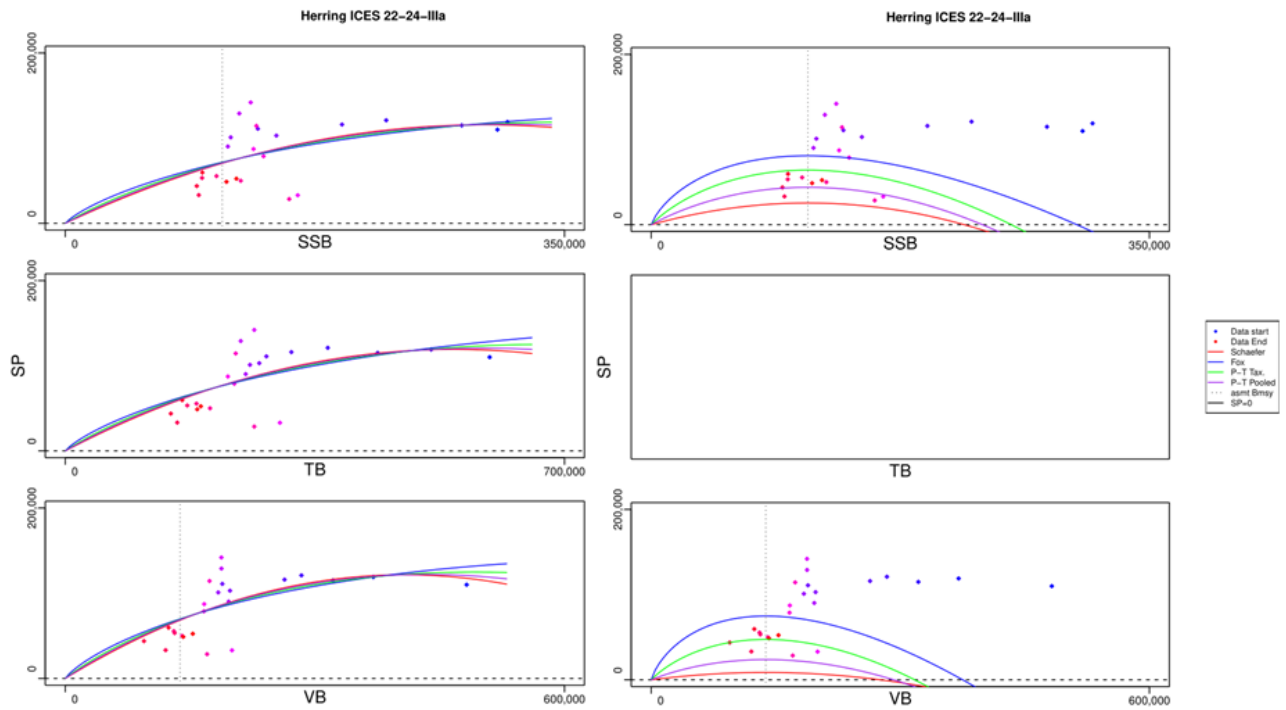 Herring ICES 22−24−IIIa
Herring ICES 22−24−IIIa
200,000
0
0
SSB
350,000
200,000
0
0
SSB
350,000
200,000
0
SP
0
TB
700,000
SP
TB
Data start
Data End
Schaefer
Fox
P−T Tax.
P−T Pooled
asmt Bmsy
SP=0
200,000
0
0
VB
600,000
200,000
0
0
VB
600,000